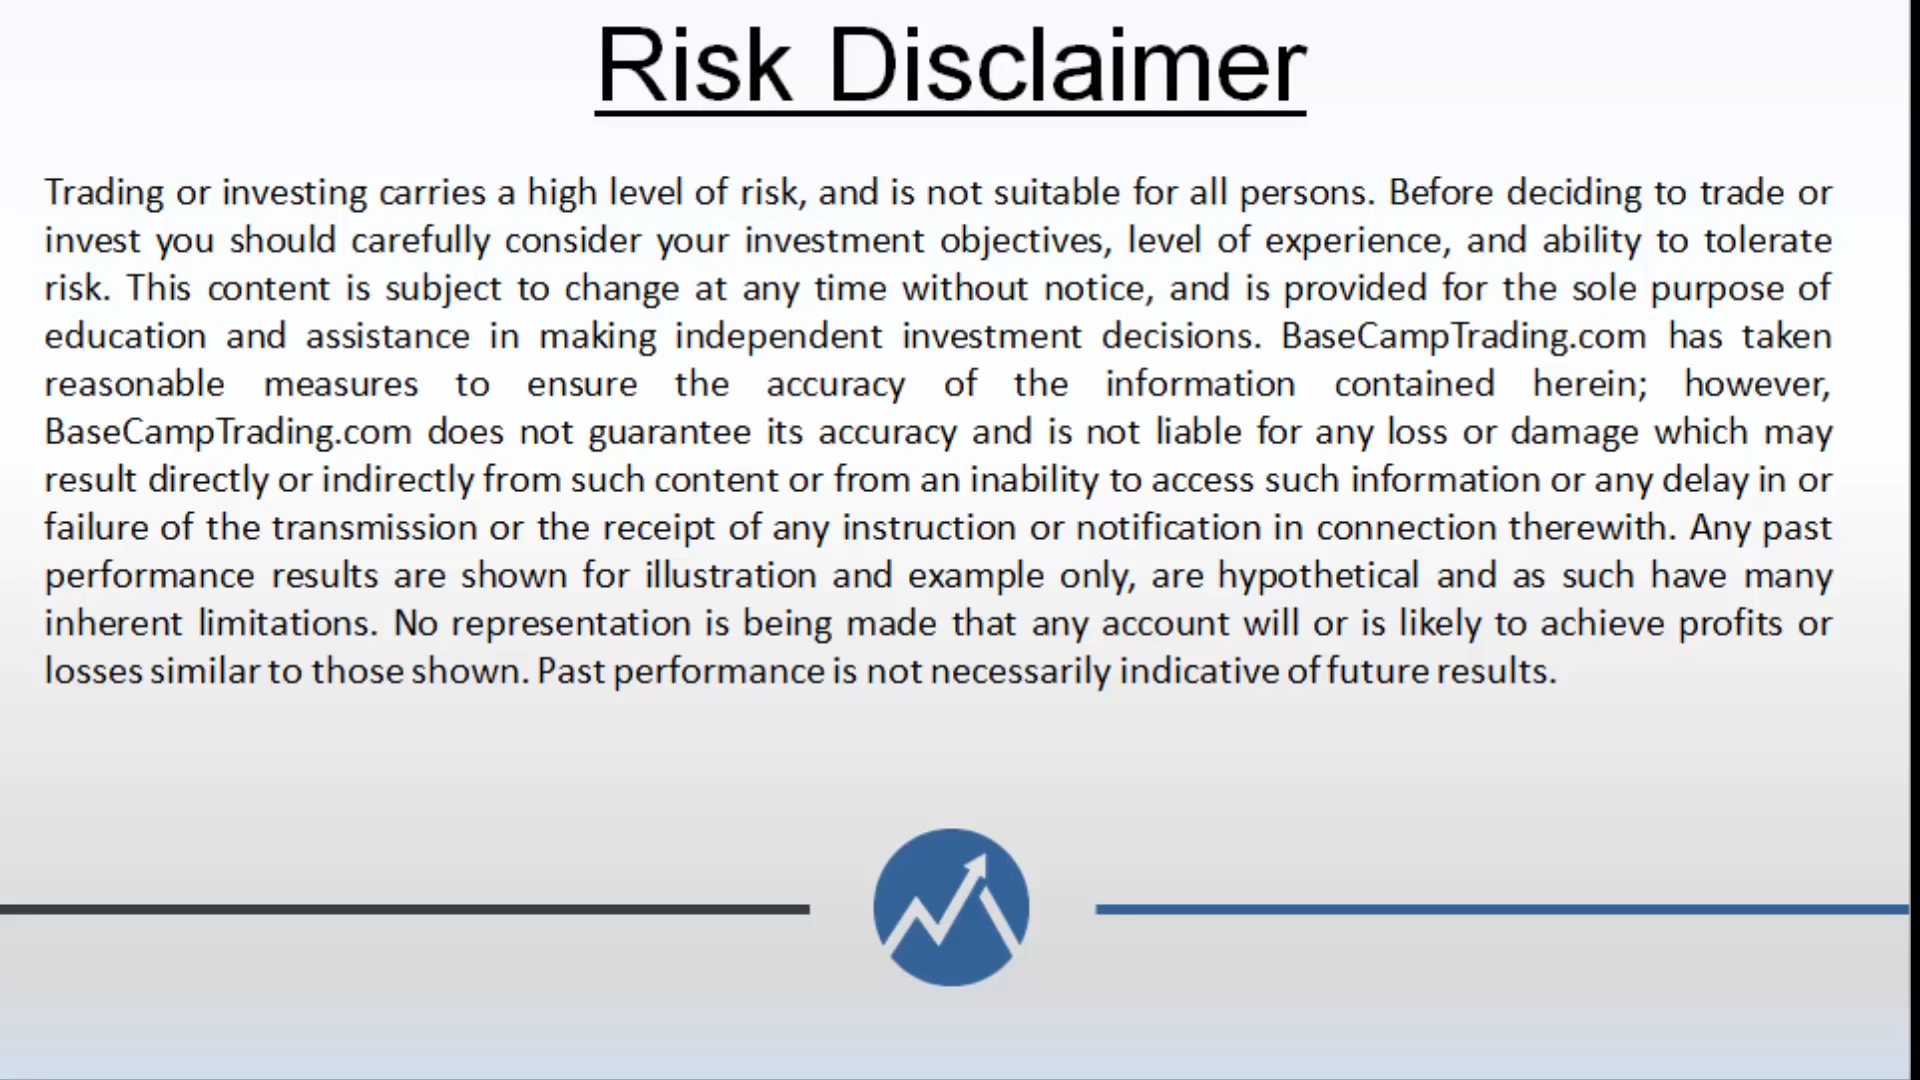 Risk Disclaimer
Trading or investing carries a high level of risk, and is not suitable for all persons. Before deciding to trade or
invest you should carefully consider your investment objectives, level of experience, and ability to tolerate
risk. This content is subject to change at any time without notice, and is provided for the sole purpose of
education and assistance in making independent investment decisions. BaseCampTrading.com has taken
reasonable measures to ensure the accuracy of the information contained herein; however,
BaseCampTrading.com does not guarantee its accuracy and is not liable for any loss or damage which may
result directly or indirectly from such content or from an inability to access such information or any delay in or
failure of the transmission or the receipt of any instruction or notification in connection therewith. Any past
performance results are shown for illustration and example only, are hypothetical and as such have many
inherent limitations. No representation is being made that any account will or is likely to achieve profits or
losses similar to those shown. Past performance is not necessarily indicative of future results.